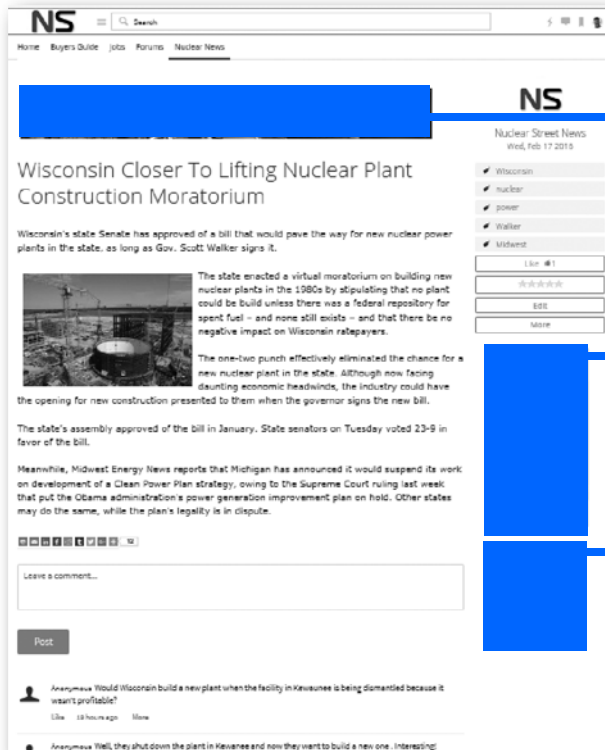 NS
Search
Home Buyers Guide Jobs Forums Nuclear News
NS
Nuclear Street News
Wed, Feb 17 2016
Wisconsin
nuclear
power
Walker
Midwest
Like 1
Edit
More
Wisconsin Closer To Lifting Nuclear Plant
Construction Moratorium
Wisconsin's state Senate has approved of a bill that would pave the way for new nuclear power
plants in the state, as long as Gov. Scott Walker signs it.
The state enacted a virtual moratorium on building new
nuclear plants in the 1980s by stipulating that no plant
could be build unless there was a federal repository for
spent fuel – and none still exists – and that there be no
negative impact on Wisconsin ratepayers.
The one-two punch effectively eliminated the chance for a
new nuclear plant in the state. Although now facing
daunting economic headwinds, the industry could have
the opening for new construction presented to them when the governor signs the new bill.
The state's assembly approved of the bill in January. State senators on Tuesday voted 23-9 in
favor of the bill.
Meanwhile, Midwest Energy News reports that Michigan has announced it would suspend its work
on development of a Clean Power Plan strategy, owing to the Supreme Court ruling last week
that put the Obama administration's power generation improvement plan on hold. Other states
may do the same, while the plan's legality is in dispute.
Leave a comment...
Post
Anonymous Would Wisconsin build a new plant when the facility in Kewaunee is being dismantled because it
wasn't profitable?
Like 18 hours ago More
Anonymous Well, they shut down the plant in Kewanee and now they want to build a new one. Interesting!